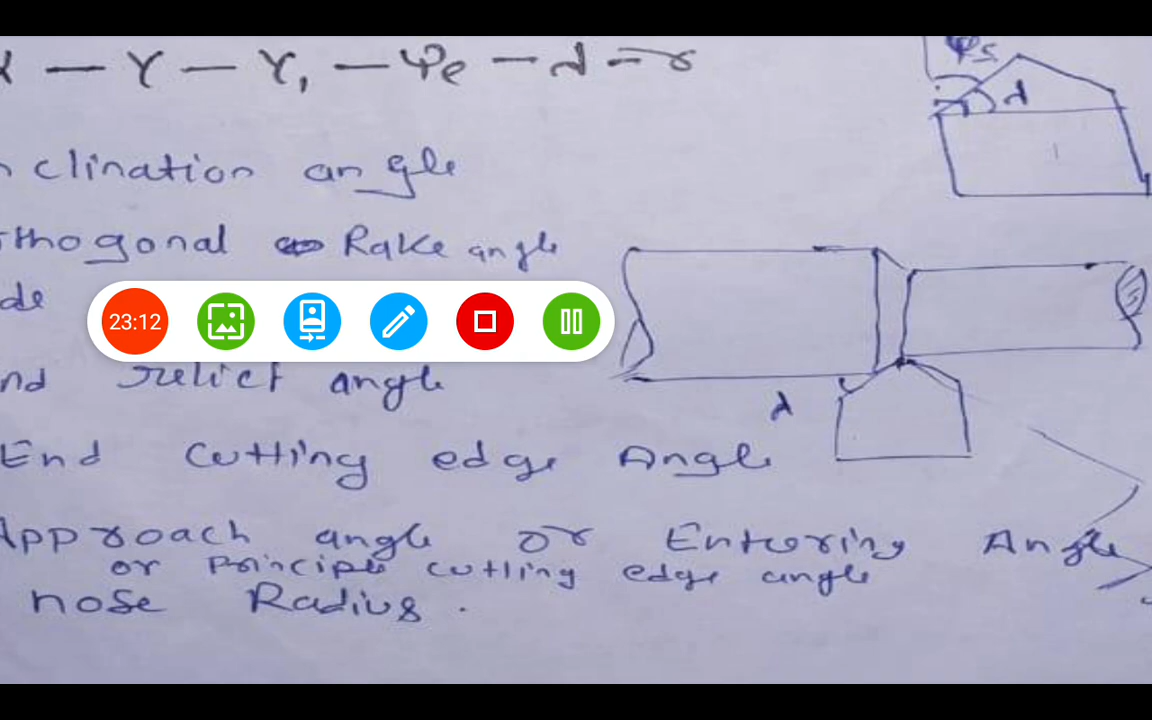 α — γ — γ₁ — φe — λ — r
φs
λ
clination angle
thogonal Rake angle
de
23:12
nd relief angle
λ
End cutting edge Angle
Approach angle or Entering Angle
or principle cutting edge angle
nose Radius .